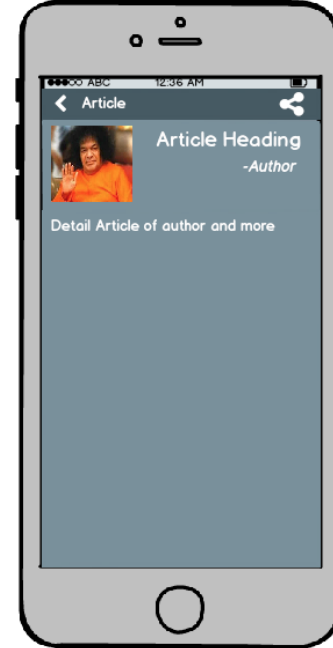 ABC 12:36 AM
Article
Article Heading
-Author
Detail Article of author and more